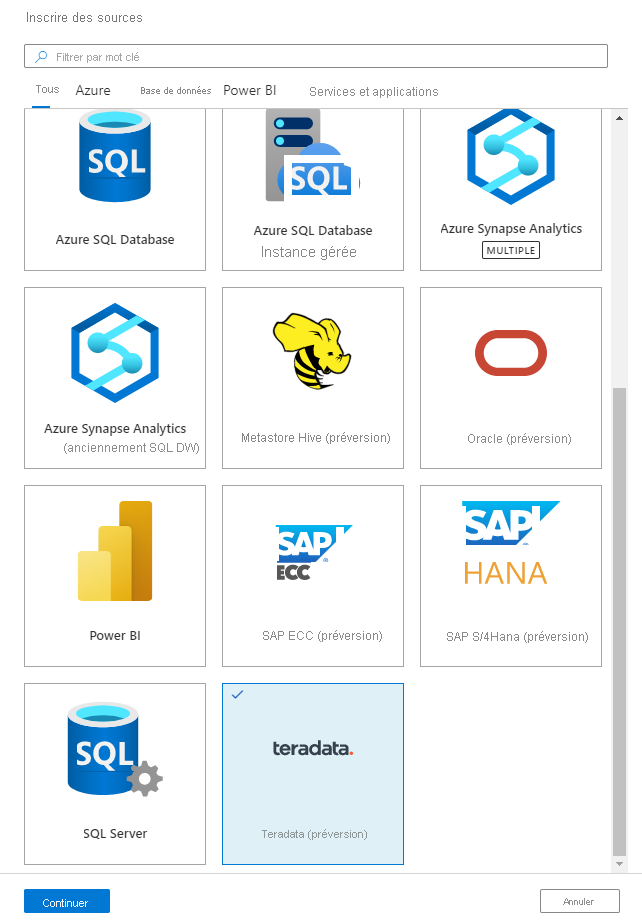 Inscrire des sources
Filtrer par mot clé
Tous Azure Base de données Power BI Services et applications
SQL
Azure SQL Database
SQL
Azure SQL Database
Instance gérée
Azure Synapse Analytics
MULTIPLE
Azure Synapse Analytics
(anciennement SQL DW)
Metastore Hive (préversion)
Oracle (préversion)
Power BI
SAP
ECC
SAP ECC (préversion)
SAP
HANA
SAP S/4Hana (préversion)
SQL
SQL Server
teradata.
Teradata (préversion)
Continuer
Annuler